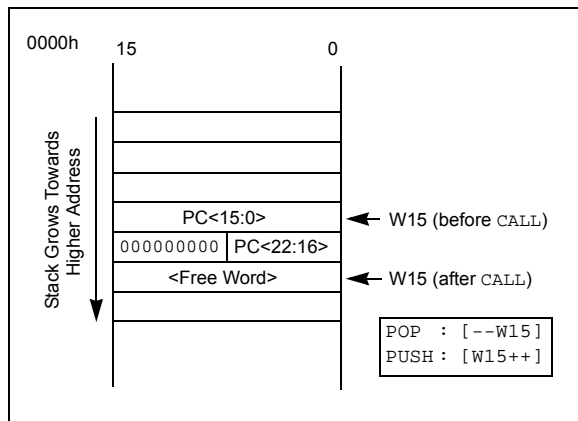 0000h
15 0
Stack Grows Towards
Higher Address
PC<15:0>
W15 (before CALL)
000000000 PC<22:16>
<Free Word>
W15 (after CALL)
POP : [--W15]
PUSH : [W15++]